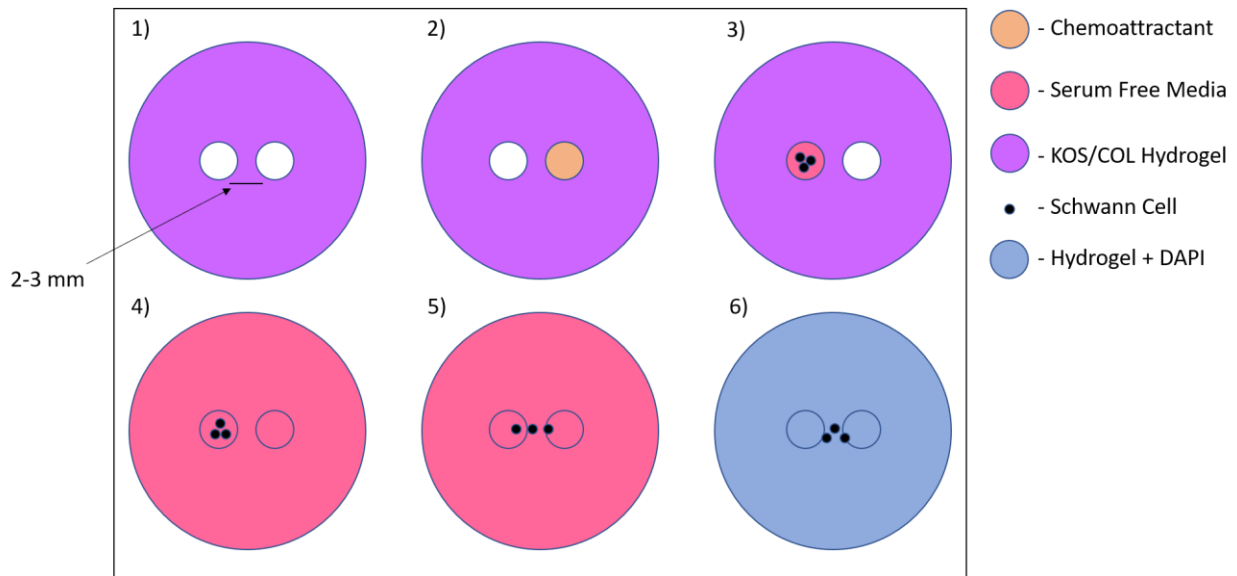 1)
2)
3)
2-3 mm
4)
5)
6)
- Chemoattractant
- Serum Free Media
- KOS/COL Hydrogel
- Schwann Cell
- Hydrogel + DAPI